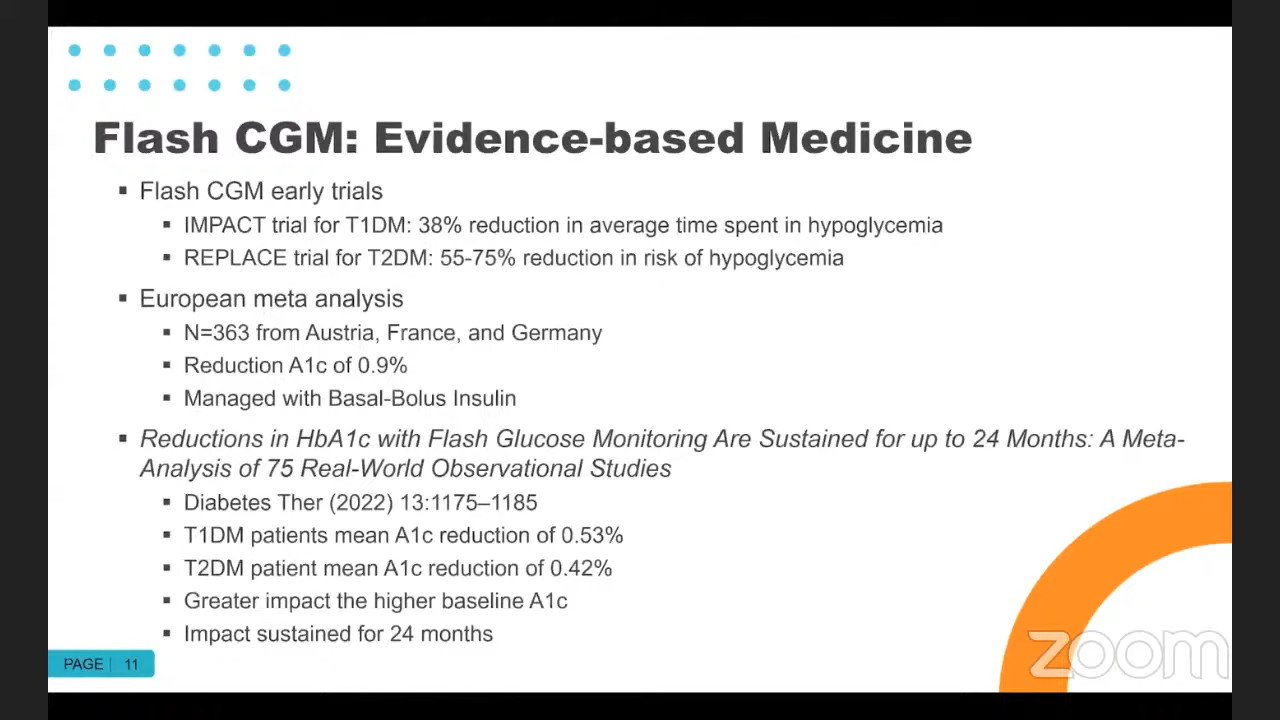 Flash CGM: Evidence-based Medicine
▪ Flash CGM early trials
▪ IMPACT trial for T1DM: 38% reduction in average time spent in hypoglycemia
▪ REPLACE trial for T2DM: 55-75% reduction in risk of hypoglycemia
▪ European meta analysis
▪ N=363 from Austria, France, and Germany
▪ Reduction A1c of 0.9%
▪ Managed with Basal-Bolus Insulin
▪ Reductions in HbA1c with Flash Glucose Monitoring Are Sustained for up to 24 Months: A Meta-
Analysis of 75 Real-World Observational Studies
▪ Diabetes Ther (2022) 13:1175–1185
▪ T1DM patients mean A1c reduction of 0.53%
▪ T2DM patient mean A1c reduction of 0.42%
▪ Greater impact the higher baseline A1c
▪ Impact sustained for 24 months
PAGE | 11
zoom